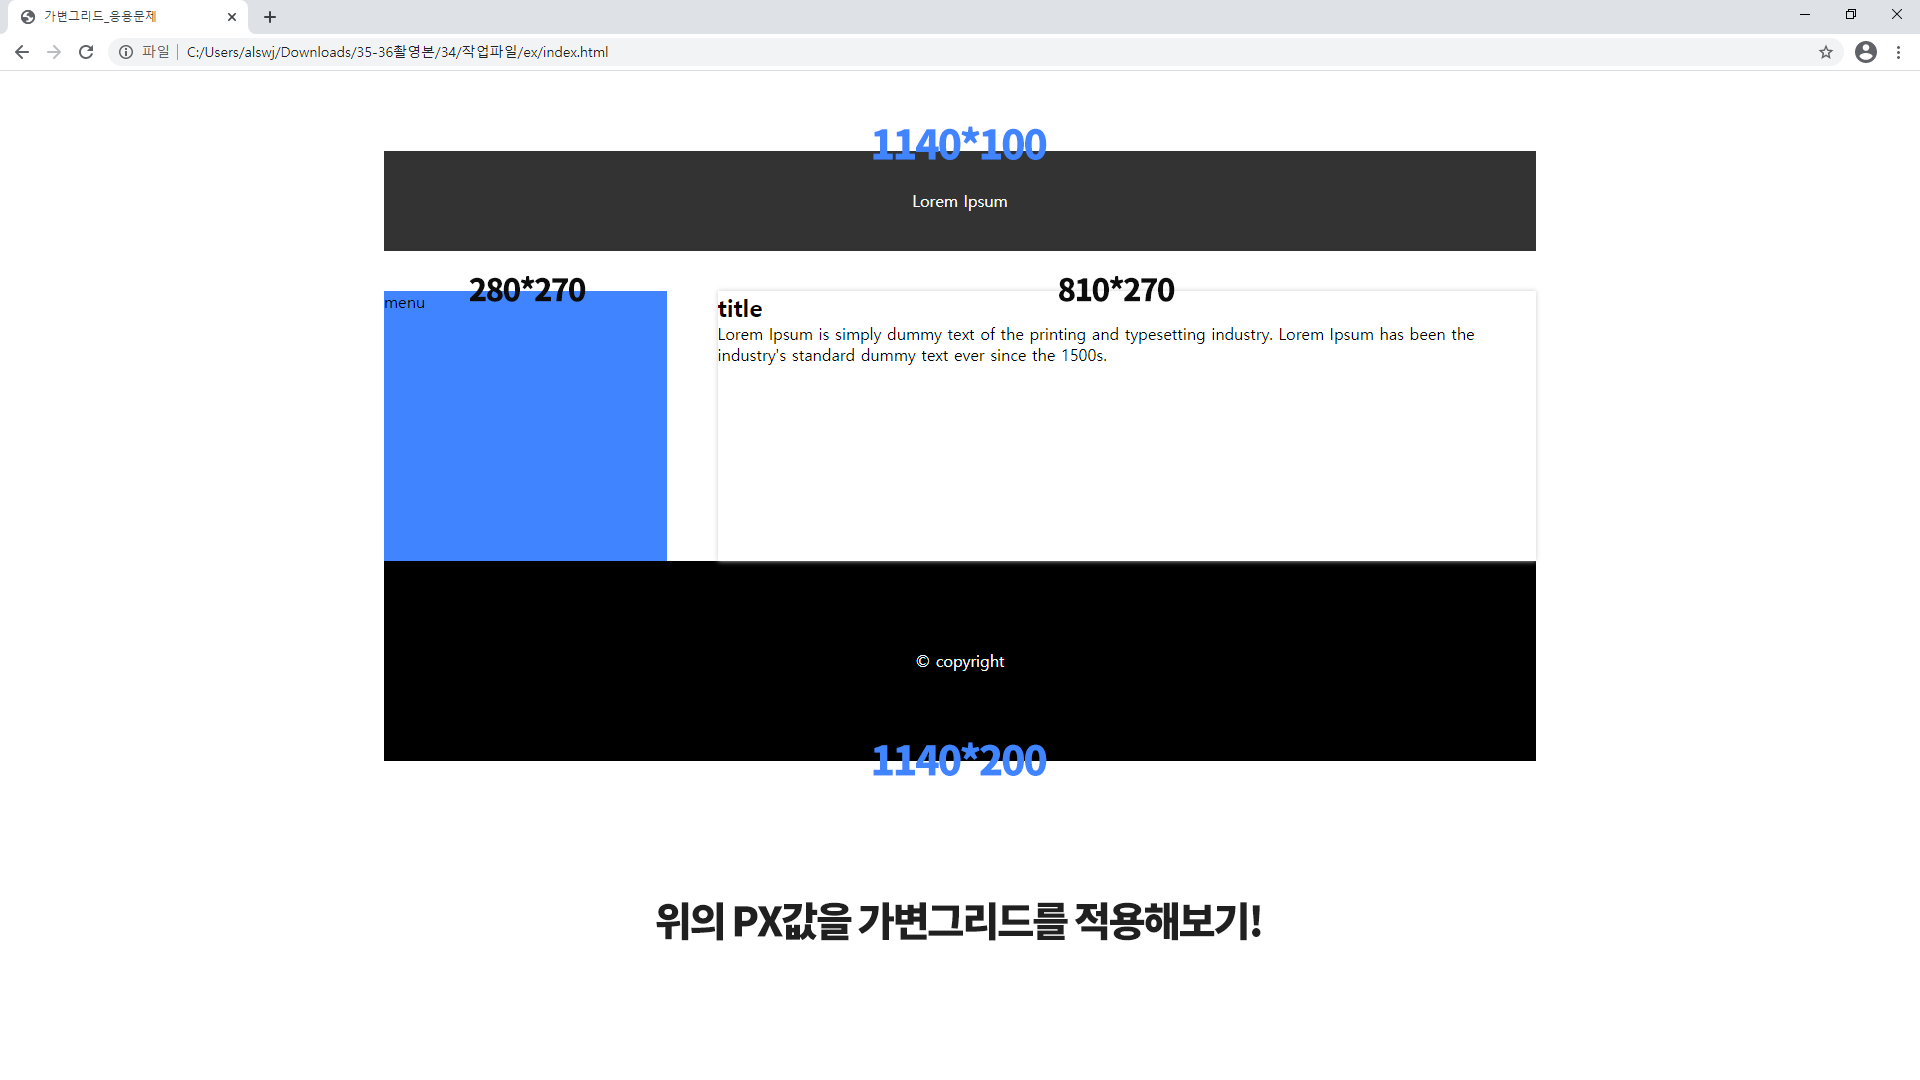 가변그리드_응용문제
파일
C:/Users/alswj/Downloads/35-36촬영본/34/작업파일/ex/index.html
1140*100
Lorem Ipsum
280*270
810*270
menu
title
Lorem Ipsum is simply dummy text of the printing and typesetting industry. Lorem Ipsum has been the
industry's standard dummy text ever since the 1500s.
© copyright
1140*200
위의 PX값을 가변그리드를 적용해보기!